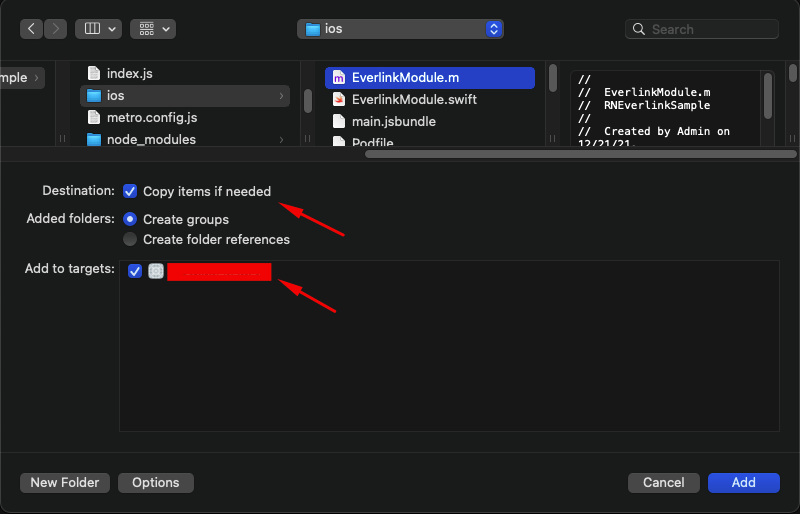 ios
Search
mple
index.js
ios
metro.config.js
node_modules
EverlinkModule.m
EverlinkModule.swift
main.jsbundle
Podfile
//
// EverlinkModule.m
// RNEverlinkSample
//
// Created by Admin on
12/21/21.
Destination: Copy items if needed
Added folders: Create groups
Create folder references
Add to targets:
New Folder
Options
Cancel
Add